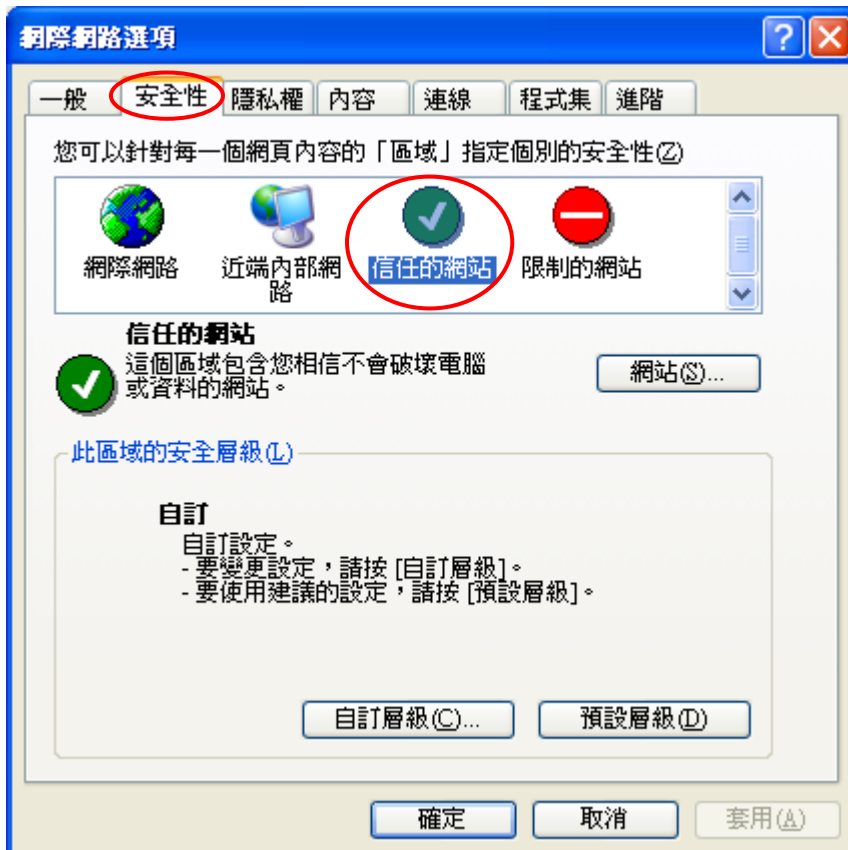 網際網路選項
一般 安全性 隱私權 內容 連線 程式集 進階
您可以針對每一個網頁內容的「區域」指定個別的安全性(Z)
網際網路 近端內部網路 信任的網站 限制的網站
信任的網站
這個區域包含您相信不會破壞電腦
或資料的網站。
網站(S)...
此區域的安全層級(L)
自訂
自訂設定。
- 要變更設定，請按 [自訂層級]。
- 要使用建議的設定，請按 [預設層級]。
自訂層級(C)... 預設層級(D)
確定 取消 套用(A)